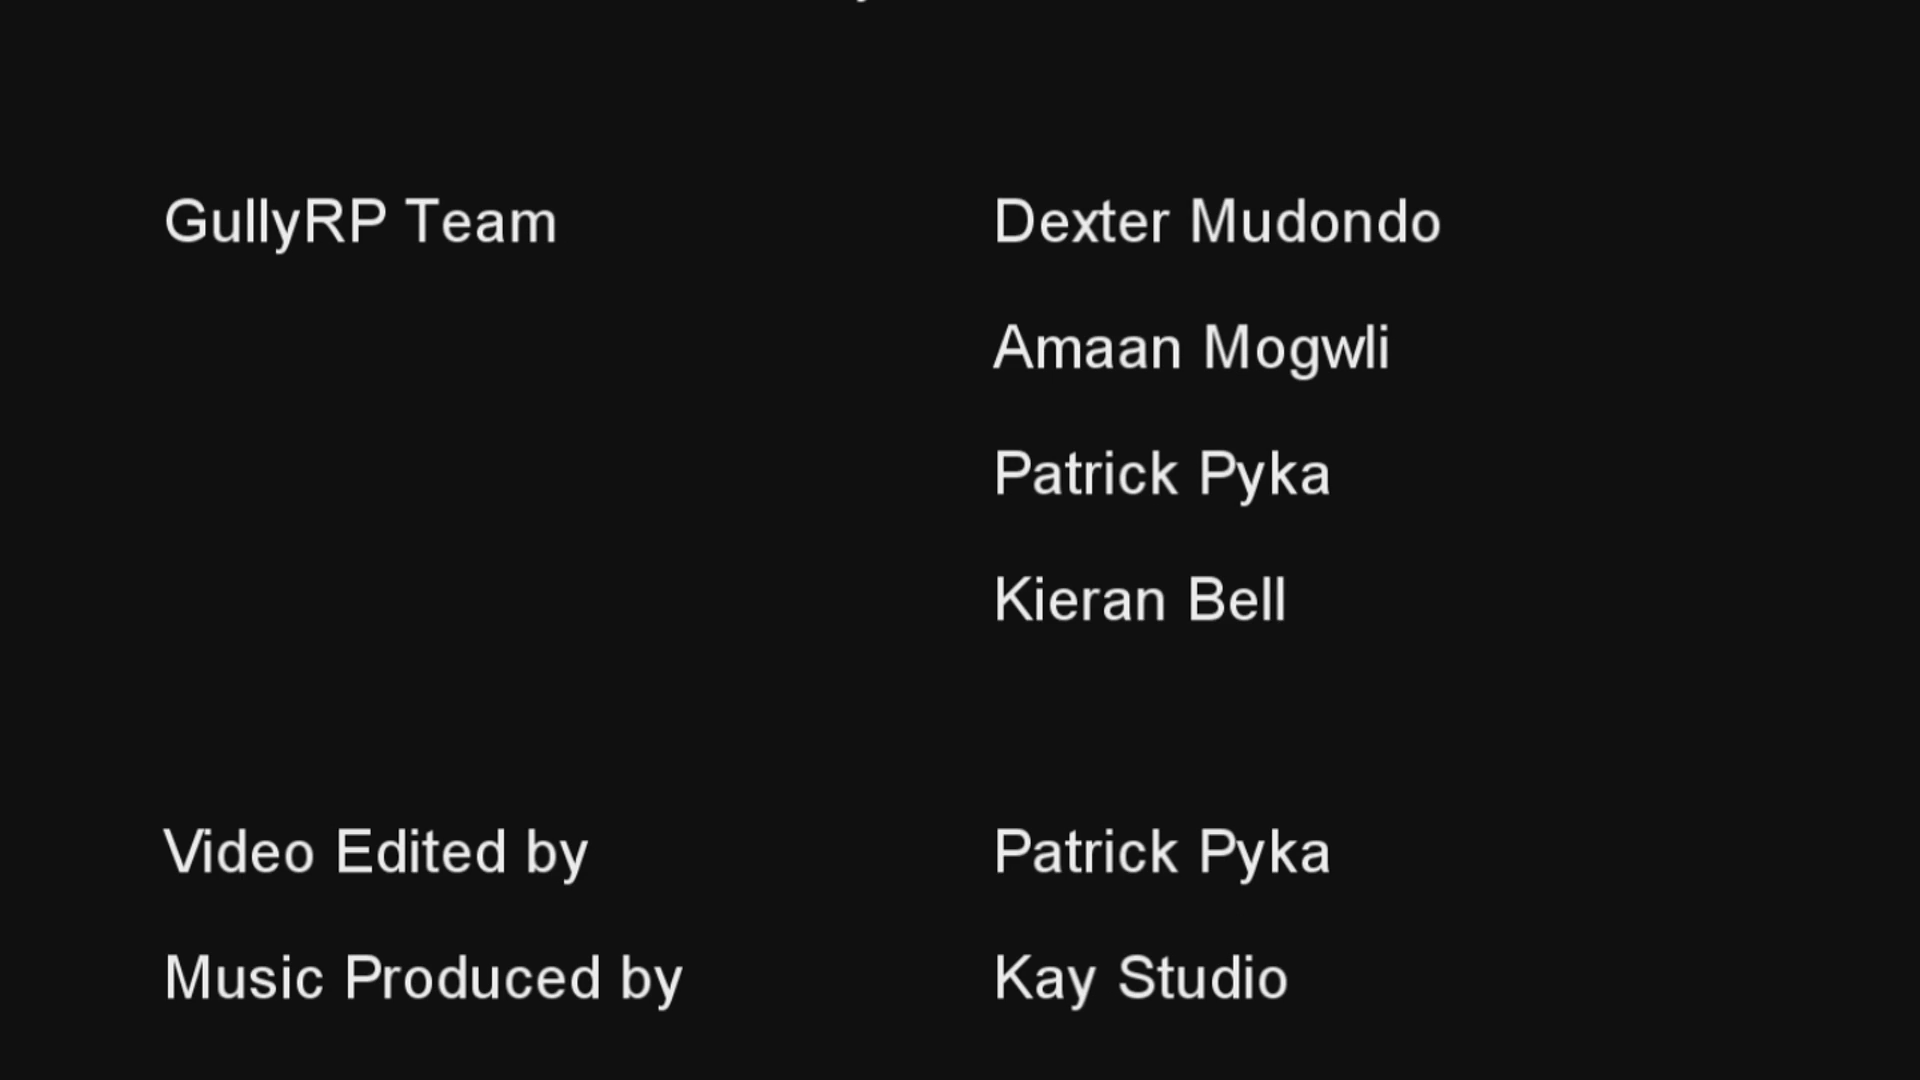 GullyRP Team Dexter Mudondo
Amaan Mogwli
Patrick Pyka
Kieran Bell
Video Edited by Patrick Pyka
Music Produced by Kay Studio